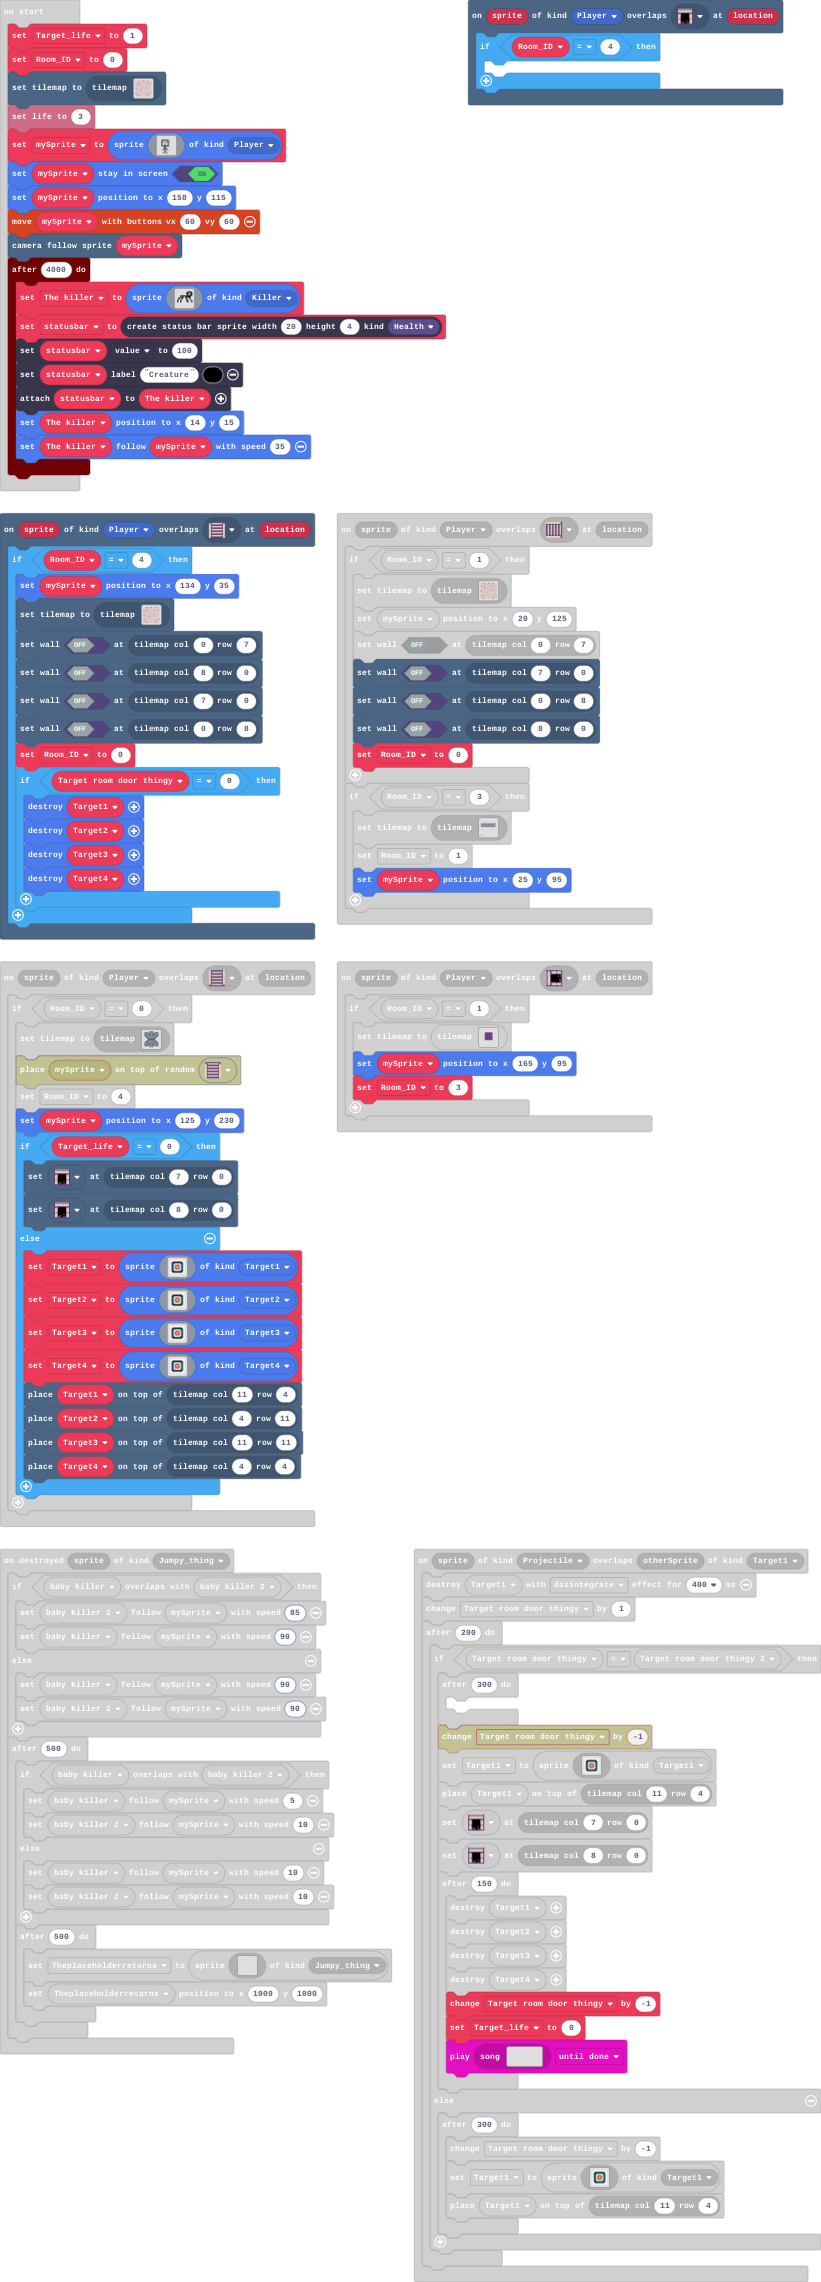 on start
set Target_life to 1
set Room_ID to 0
set tilemap to tilemap
set life to 3
set mySprite to sprite of kind Player
set mySprite stay in screen ON
set mySprite position to x 158 y 115
move mySprite with buttons vx 60 vy 60
camera follow sprite mySprite
after 4000 do
set The killer to sprite of kind Killer
set statusbar to create status bar sprite width 20 height 4 kind Health
set statusbar value to 100
set statusbar label "Creature"
attach statusbar to The killer
set The killer position to x 14 y 15
set The killer follow mySprite with speed 35
on sprite of kind Player overlaps at location
if Room_ID = 4 then
on sprite of kind Player overlaps at location
if Room_ID = 4 then
set mySprite position to x 134 y 35
set tilemap to tilemap
set wall OFF at tilemap col 0 row 7
set wall OFF at tilemap col 8 row 0
set wall OFF at tilemap col 7 row 0
set wall OFF at tilemap col 0 row 8
set Room_ID to 0
if Target room door thingy = 0 then
destroy Target1
destroy Target2
destroy Target3
destroy Target4
on sprite of kind Player overlaps at location
if Room_ID = 1 then
set tilemap to tilemap
set mySprite position to x 20 y 125
set wall OFF at tilemap col 0 row 7
set wall OFF at tilemap col 7 row 0
set wall OFF at tilemap col 0 row 8
set wall OFF at tilemap col 8 row 0
set Room_ID to 0
if Room_ID = 3 then
set tilemap to tilemap
set Room_ID to 1
set mySprite position to x 25 y 95
on sprite of kind Player overlaps at location
if Room_ID = 0 then
set tilemap to tilemap
place mySprite on top of random
set Room_ID to 4
set mySprite position to x 125 y 230
if Target_life = 0 then
set at tilemap col 7 row 0
set at tilemap col 8 row 0
else
set Target1 to sprite of kind Target1
set Target2 to sprite of kind Target2
set Target3 to sprite of kind Target3
set Target4 to sprite of kind Target4
place Target1 on top of tilemap col 11 row 4
place Target2 on top of tilemap col 4 row 11
place Target3 on top of tilemap col 11 row 11
place Target4 on top of tilemap col 4 row 4
on sprite of kind Player overlaps at location
if Room_ID = 1 then
set tilemap to tilemap
set mySprite position to x 165 y 95
set Room_ID to 3
on destroyed sprite of kind Jumpy_thing
if baby killer overlaps with baby killer 2 then
set baby killer 2 follow mySprite with speed 85
set baby killer follow mySprite with speed 90
else
set baby killer follow mySprite with speed 90
set baby killer 2 follow mySprite with speed 90
after 500 do
if baby killer overlaps with baby killer 2 then
set baby killer follow mySprite with speed 5
set baby killer 2 follow mySprite with speed 10
else
set baby killer follow mySprite with speed 10
set baby killer 2 follow mySprite with speed 10
after 500 do
set Theplaceholderreturns to sprite of kind Jumpy_thing
set Theplaceholderreturns position to x 1000 y 1000
on sprite of kind Projectile overlaps otherSprite of kind Target1
destroy Target1 with disintegrate effect for 400 ms
change Target room door thingy by 1
after 200 do
if Target room door thingy = Target room door thingy 2 then
after 300 do
change Target room door thingy by -1
set Target1 to sprite of kind Target1
place Target1 on top of tilemap col 11 row 4
set at tilemap col 7 row 0
set at tilemap col 8 row 0
after 150 do
destroy Target1
destroy Target2
destroy Target3
destroy Target4
change Target room door thingy by -1
set Target_life to 0
play song until done
else
after 300 do
change Target room door thingy by -1
set Target1 to sprite of kind Target1
place Target1 on top of tilemap col 11 row 4